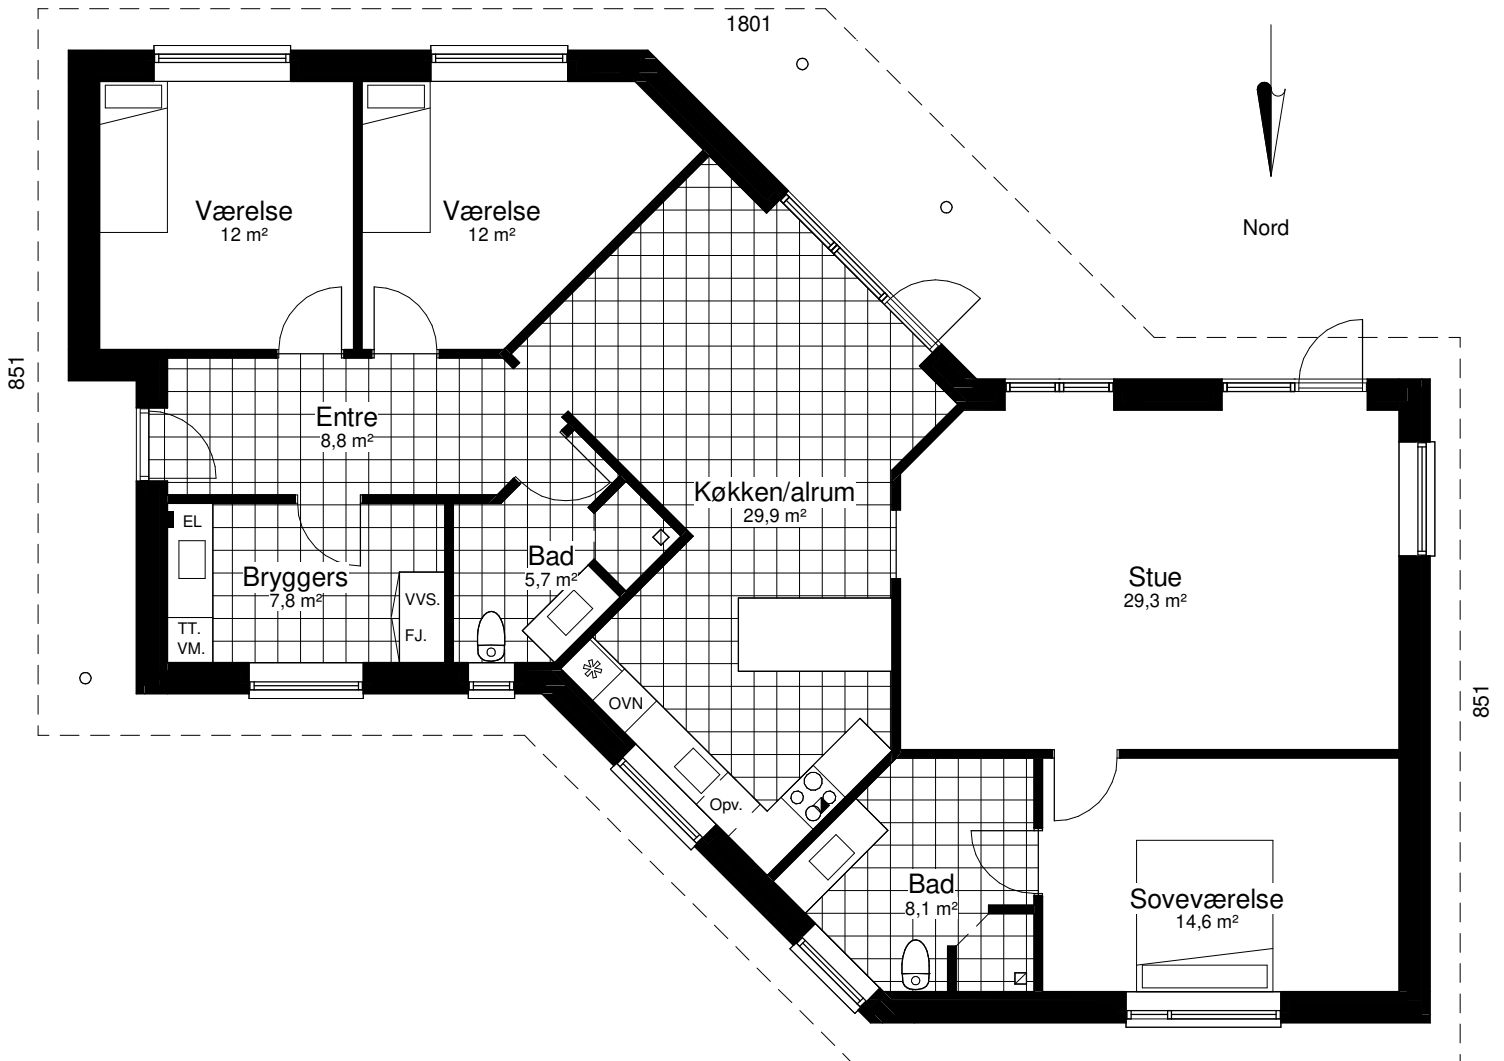 1801
Værelse
12 m²
Værelse
12 m²
Nord
851
Entre
8,8 m²
Køkken/alrum
29,9 m²
EL
Bad
5,7 m²
Bryggers
7,8 m²
Stue
29,3 m²
VVS.
FJ.
TT.
VM.
OVN
851
Opv.
Bad
8,1 m²
Soveværelse
14,6 m²